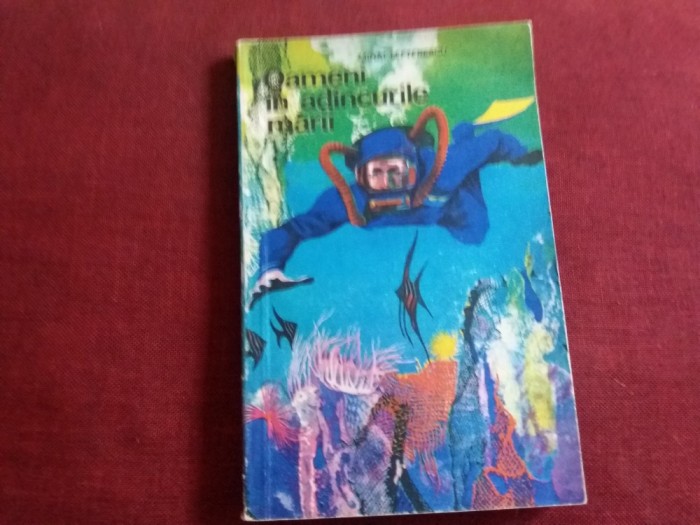 Oameni
în adîncurile
mării